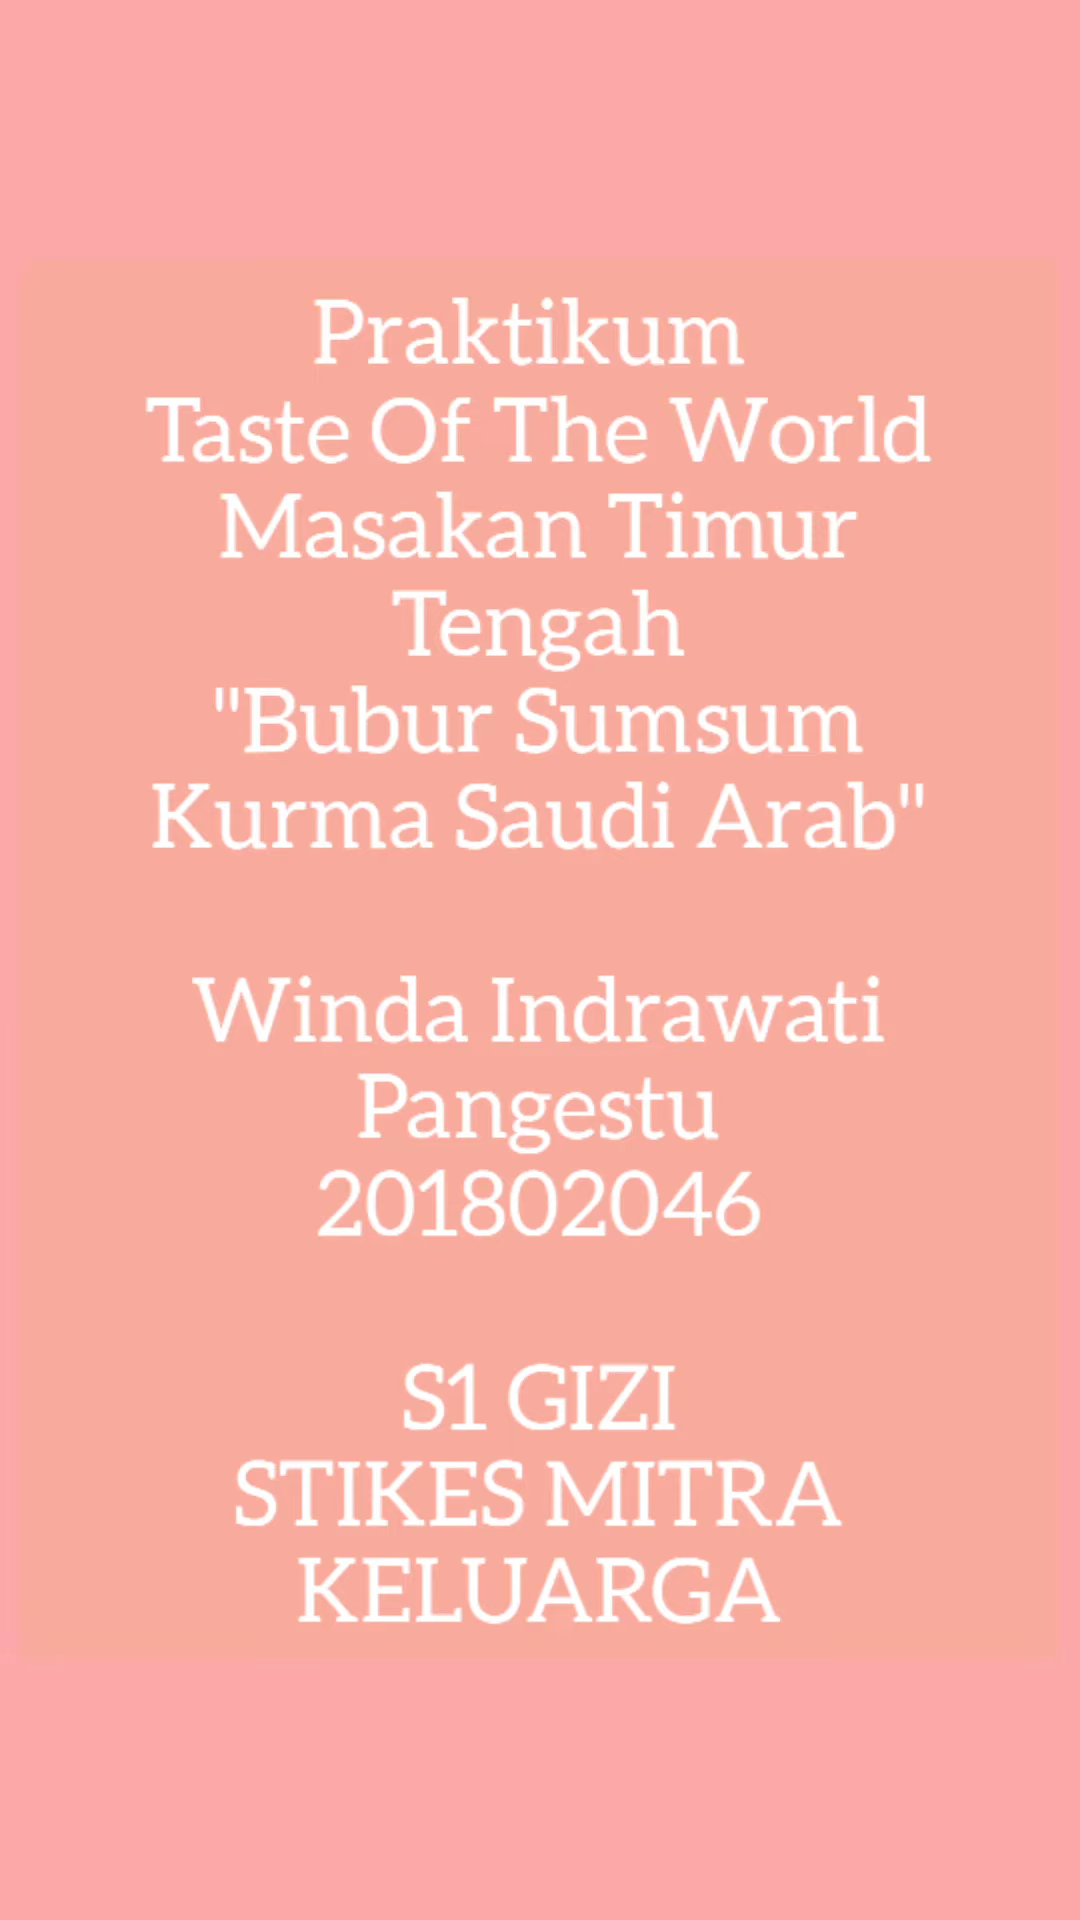 Praktikum
Taste Of The World
Masakan Timur
Tengah
"Bubur Sumsum
Kurma Saudi Arab"
Winda Indrawati
Pangestu
201802046
S1 GIZI
STIKES MITRA
KELUARGA